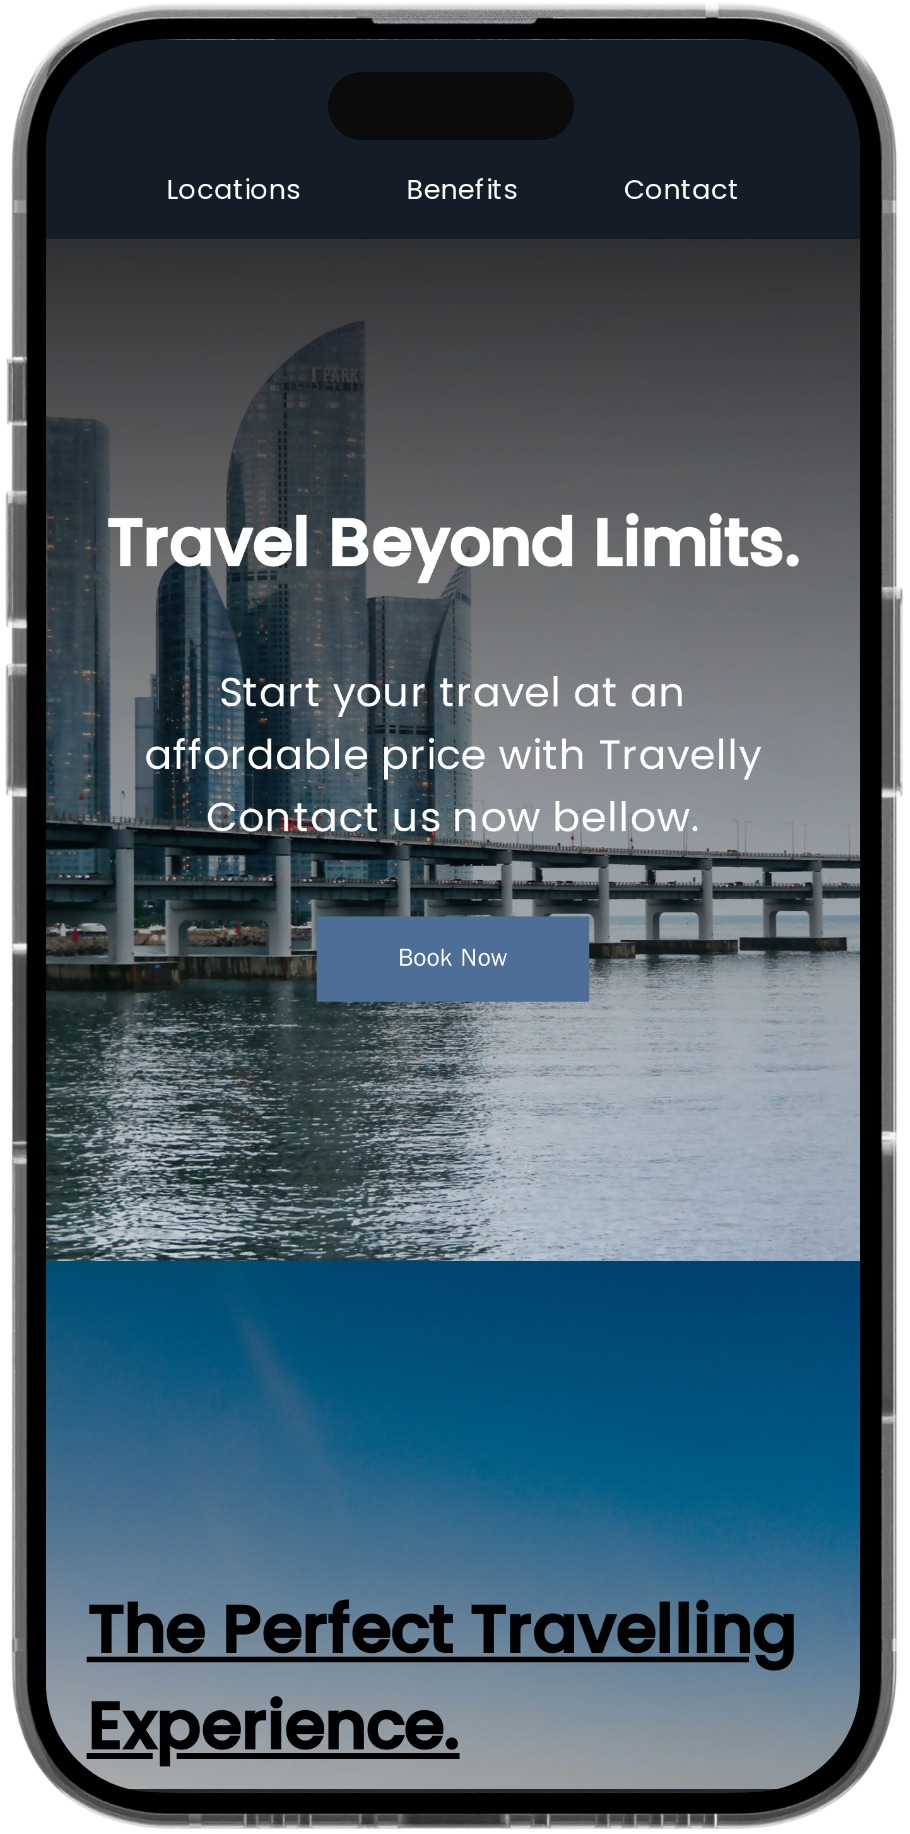 Locations Benefits Contact
I PARK
Travel Beyond Limits.
Start your travel at an
affordable price with Travelly
Contact us now bellow.
Book Now
The Perfect Travelling
Experience.